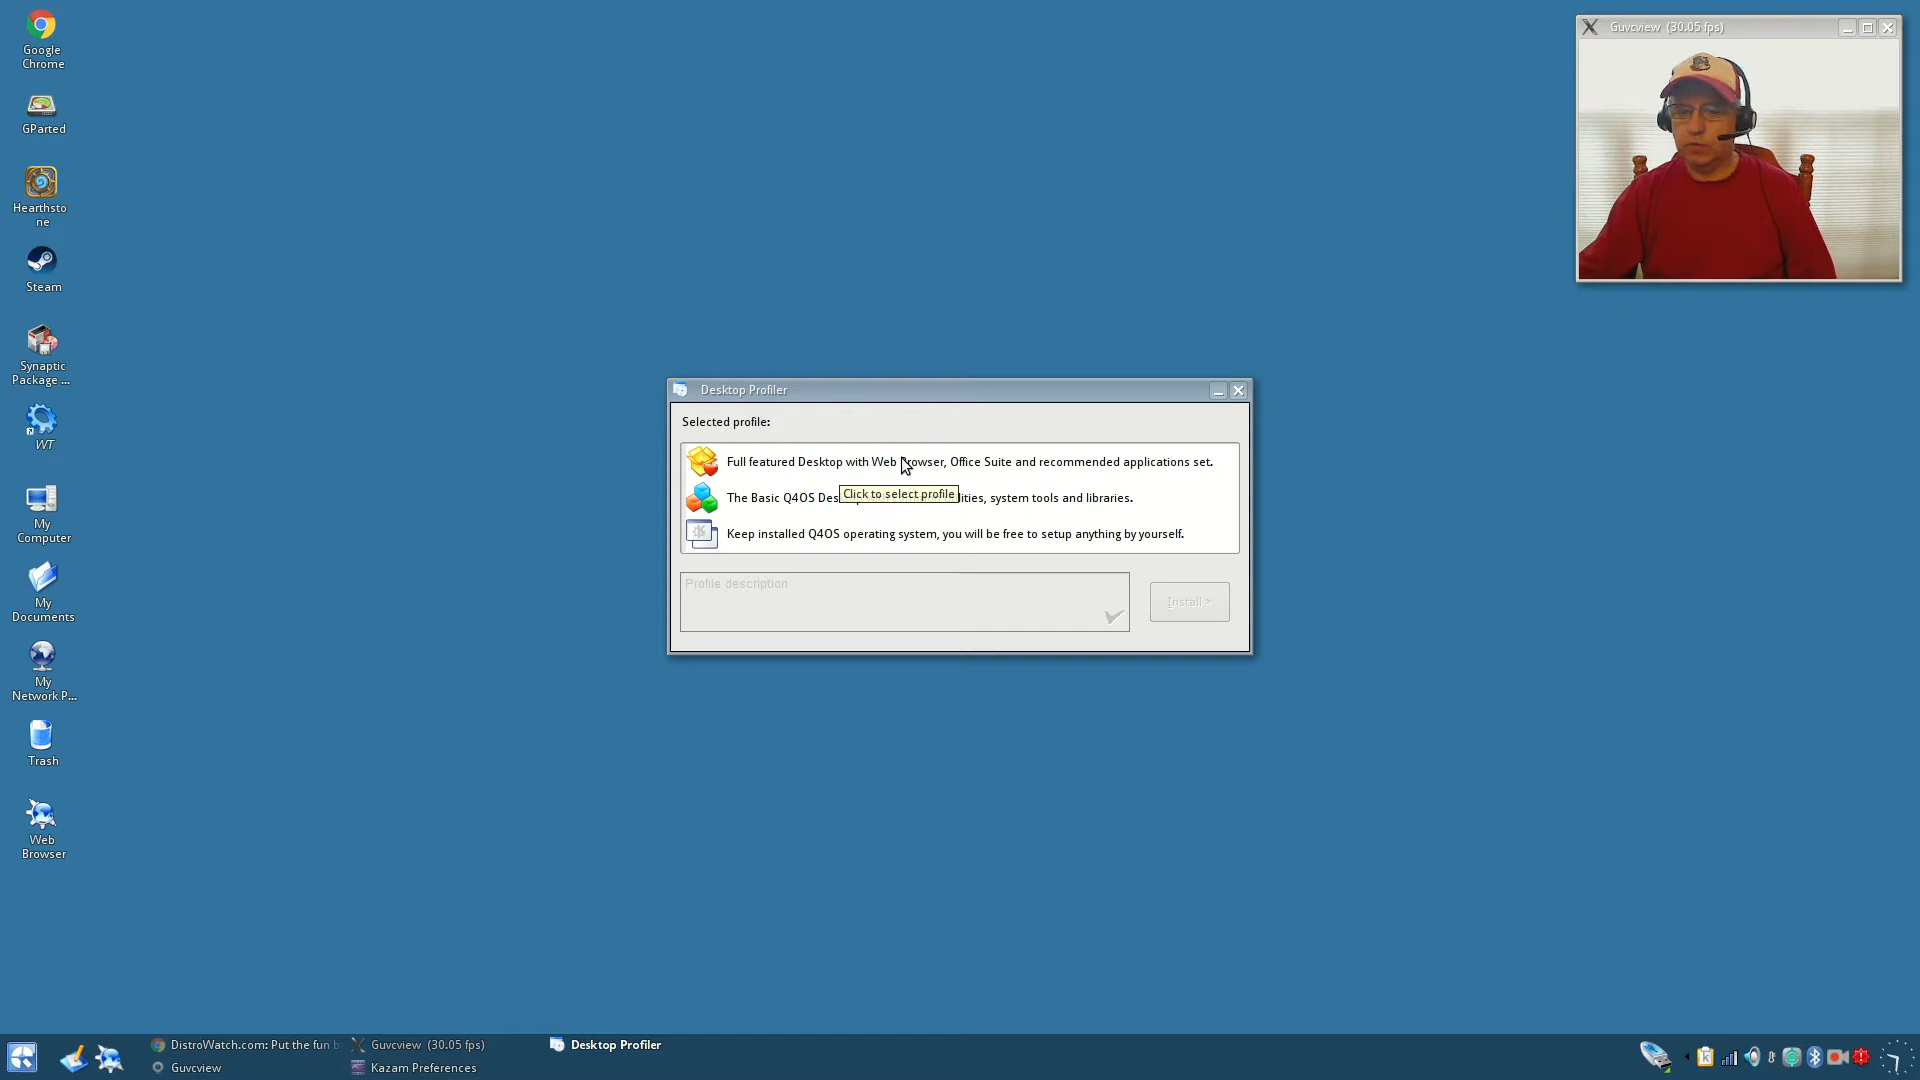 Google
Chrome
GParted
Hearthsto
ne
Steam
Synaptic
Package ...
WT
My
Computer
My
Documents
My
Network P...
Trash
Web
Browser
Guvcview (30.05 fps)
Desktop Profiler
Selected profile:
Full featured Desktop with Web Browser, Office Suite and recommended applications set.
The Basic Q4OS Des
lities, system tools and libraries.
Click to select profile
Keep installed Q4OS operating system, you will be free to setup anything by yourself.
Profile description
Install >
DistroWatch.com: Put the fun b
Guvcview (30.05 fps)
Desktop Profiler
Guvcview
Kazam Preferences